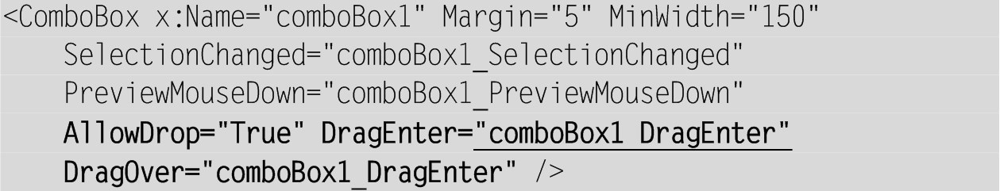 <ComboBox x:Name="comboBox1" Margin="5" MinWidth="150"
SelectionChanged="comboBox1_SelectionChanged"
PreviewMouseDown="comboBox1_PreviewMouseDown"
AllowDrop="True" DragEnter="comboBox1_DragEnter"
DragOver="comboBox1_DragEnter" />